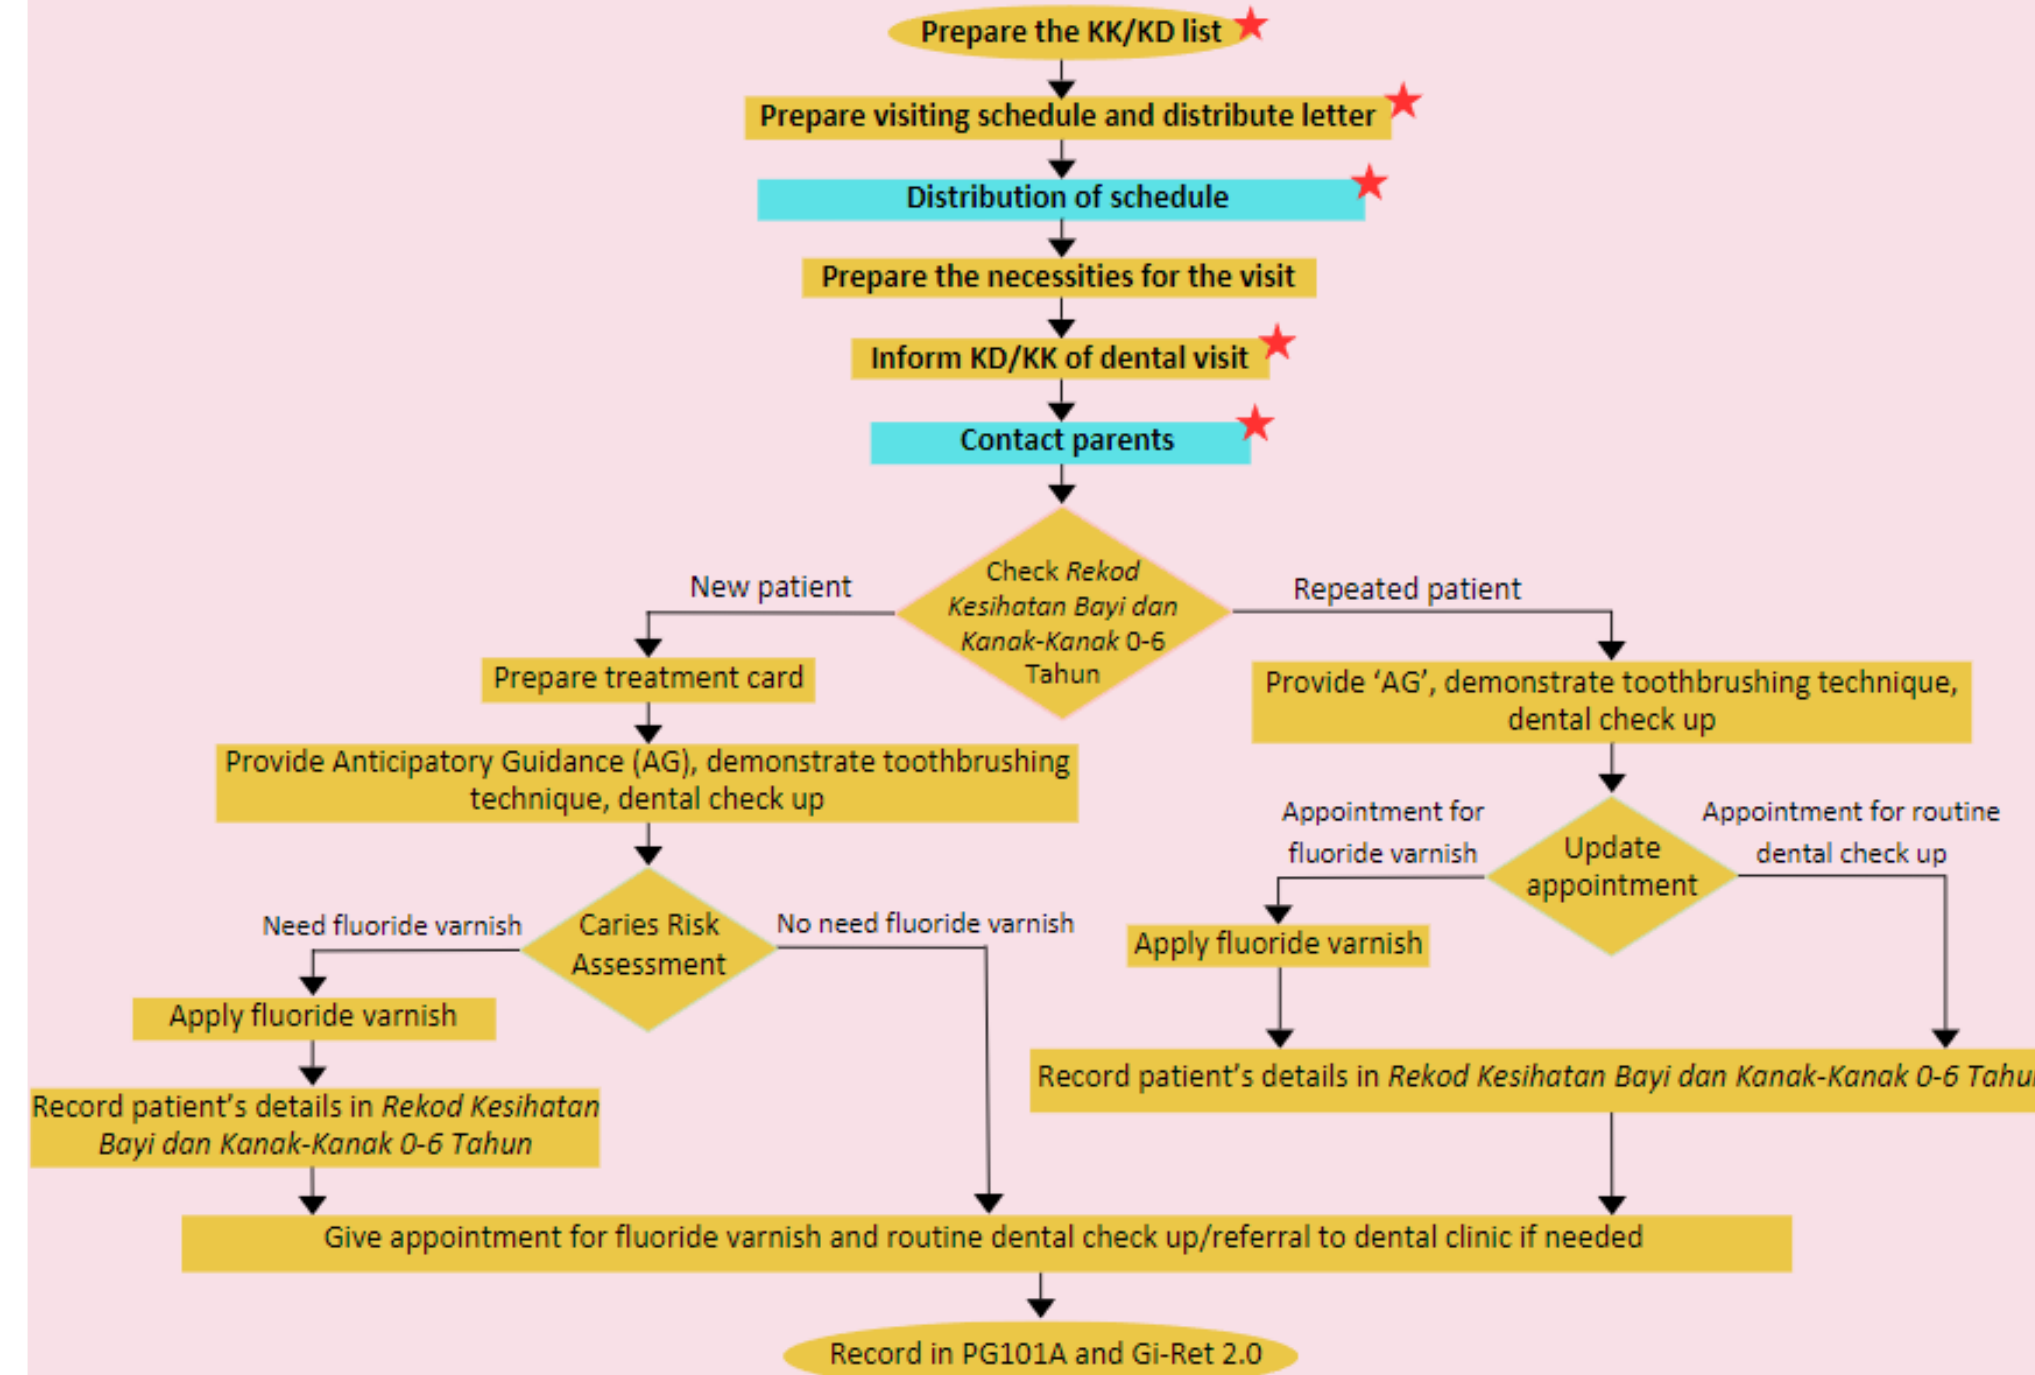 Prepare the KK/KD list
Prepare visiting schedule and distribute letter
Distribution of schedule
Prepare the necessities for the visit
Inform KD/KK of dental visit
Contact parents
Check Rekod
Kesihatan Bayi dan
Kanak-Kanak 0-6
Tahun
New patient
Repeated patient
Prepare treatment card
Provide Anticipatory Guidance (AG), demonstrate toothbrushing
technique, dental check up
Caries Risk
Assessment
Need fluoride varnish
No need fluoride varnish
Apply fluoride varnish
Record patient’s details in Rekod Kesihatan
Bayi dan Kanak-Kanak 0-6 Tahun
Provide ‘AG’, demonstrate toothbrushing technique,
dental check up
Update
appointment
Appointment for
fluoride varnish
Appointment for routine
dental check up
Apply fluoride varnish
Record patient’s details in Rekod Kesihatan Bayi dan Kanak-Kanak 0-6
Give appointment for fluoride varnish and routine dental check up/referral to dental clinic if needed
Record in PG101A and Gi-Ret 2.0